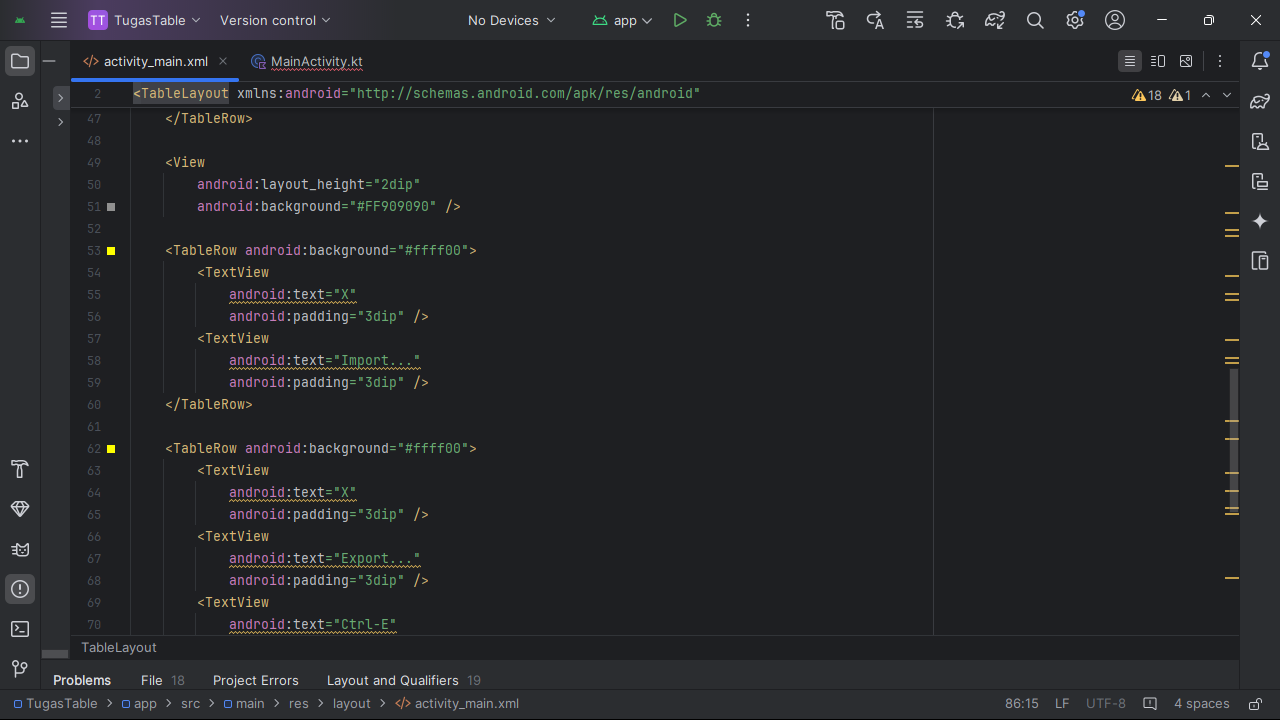 TT TugasTable Version control No Devices app
activity_main.xml MainActivity.kt
2 <TableLayout xmlns:android="http://schemas.android.com/apk/res/android" 18 1
47 </TableRow>
48
49 <View
50 android:layout_height="2dip"
51 android:background="#FF909090" />
52
53 <TableRow android:background="#ffff00">
54 <TextView
55 android:text="X"
56 android:padding="3dip" />
57 <TextView
58 android:text="Import..."
59 android:padding="3dip" />
60 </TableRow>
61
62 <TableRow android:background="#ffff00">
63 <TextView
64 android:text="X"
65 android:padding="3dip" />
66 <TextView
67 android:text="Export..."
68 android:padding="3dip" />
69 <TextView
70 android:text="Ctrl-E"
TableLayout
Problems File 18 Project Errors Layout and Qualifiers 19
TugasTable app src main res layout activity_main.xml 86:15 LF UTF-8 4 spaces